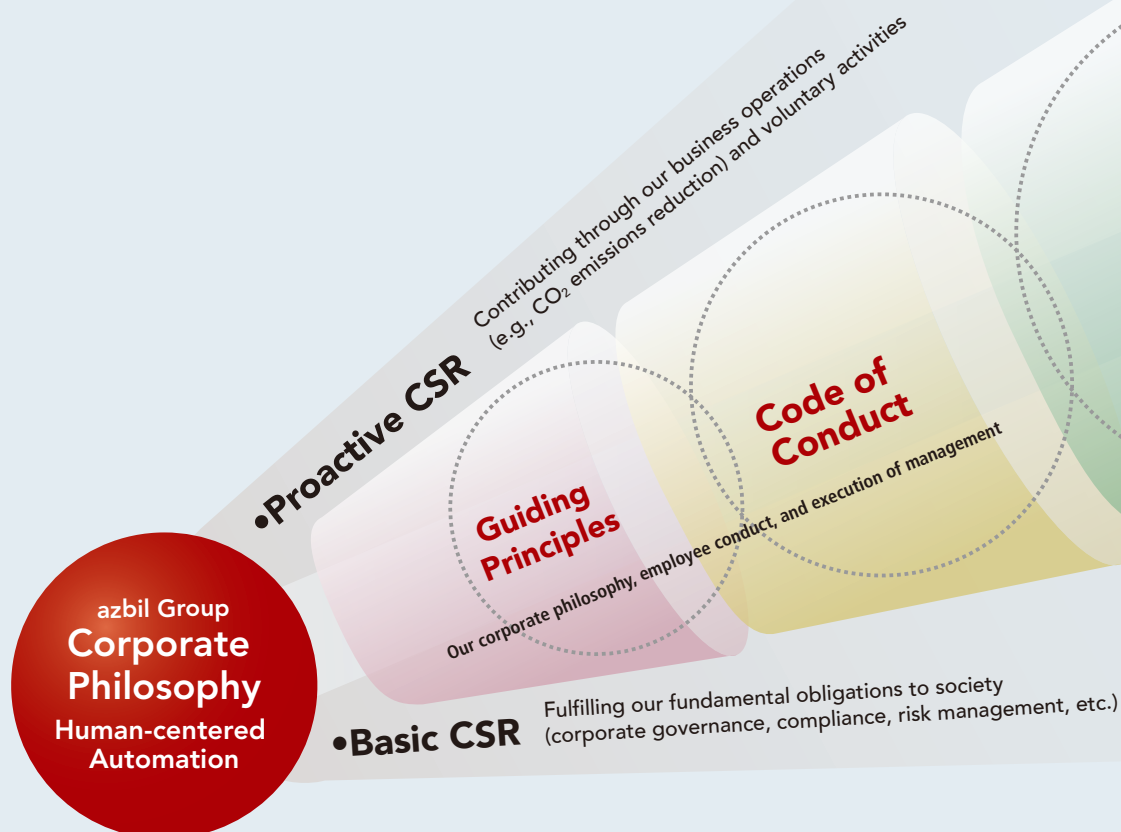 •Proactive CSR
Contributing through our business operations
(e.g., CO₂ emissions reduction) and voluntary activities
Code of
Conduct
Guiding
Principles
Our corporate philosophy, employee conduct, and execution of management
azbil Group
Corporate
Philosophy
Human-centered
Automation
•Basic CSR
Fulfilling our fundamental obligations to society
(corporate governance, compliance, risk management, etc.)